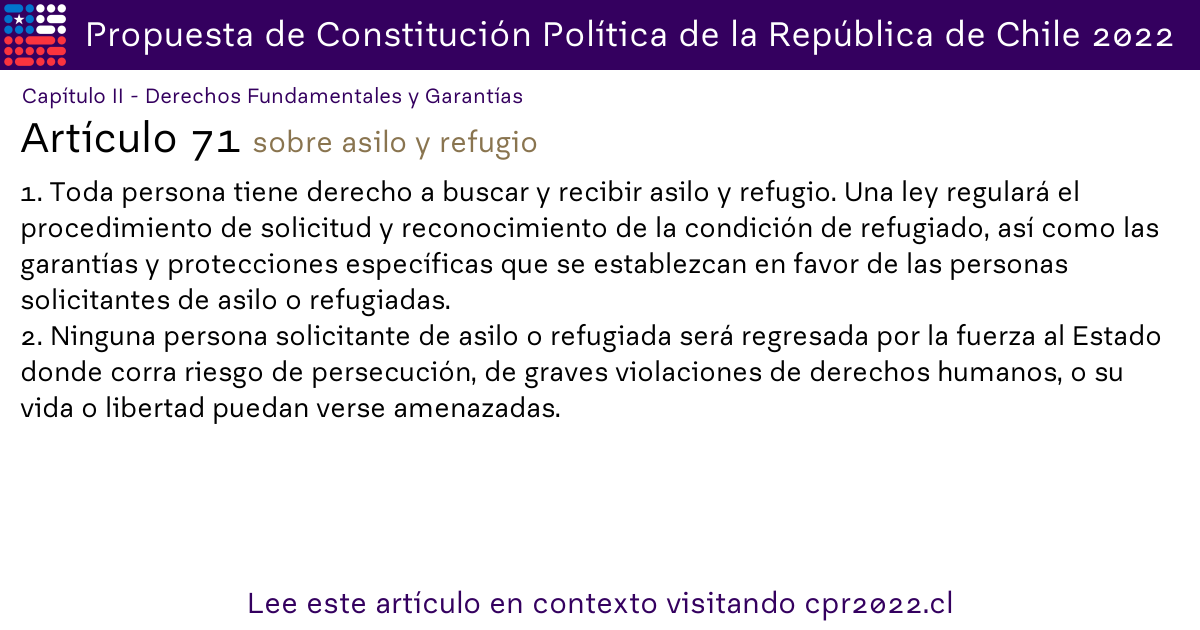 Propuesta de Constitución Política de la República de Chile 2022
Capítulo II - Derechos Fundamentales y Garantías
Artículo 71 sobre asilo y refugio
1. Toda persona tiene derecho a buscar y recibir asilo y refugio. Una ley regulará el
procedimiento de solicitud y reconocimiento de la condición de refugiado, así como las
garantías y protecciones específicas que se establezcan en favor de las personas
solicitantes de asilo o refugiadas.
2. Ninguna persona solicitante de asilo o refugiada será regresada por la fuerza al Estado
donde corra riesgo de persecución, de graves violaciones de derechos humanos, o su
vida o libertad puedan verse amenazadas.
Lee este artículo en contexto visitando cpr2022.cl